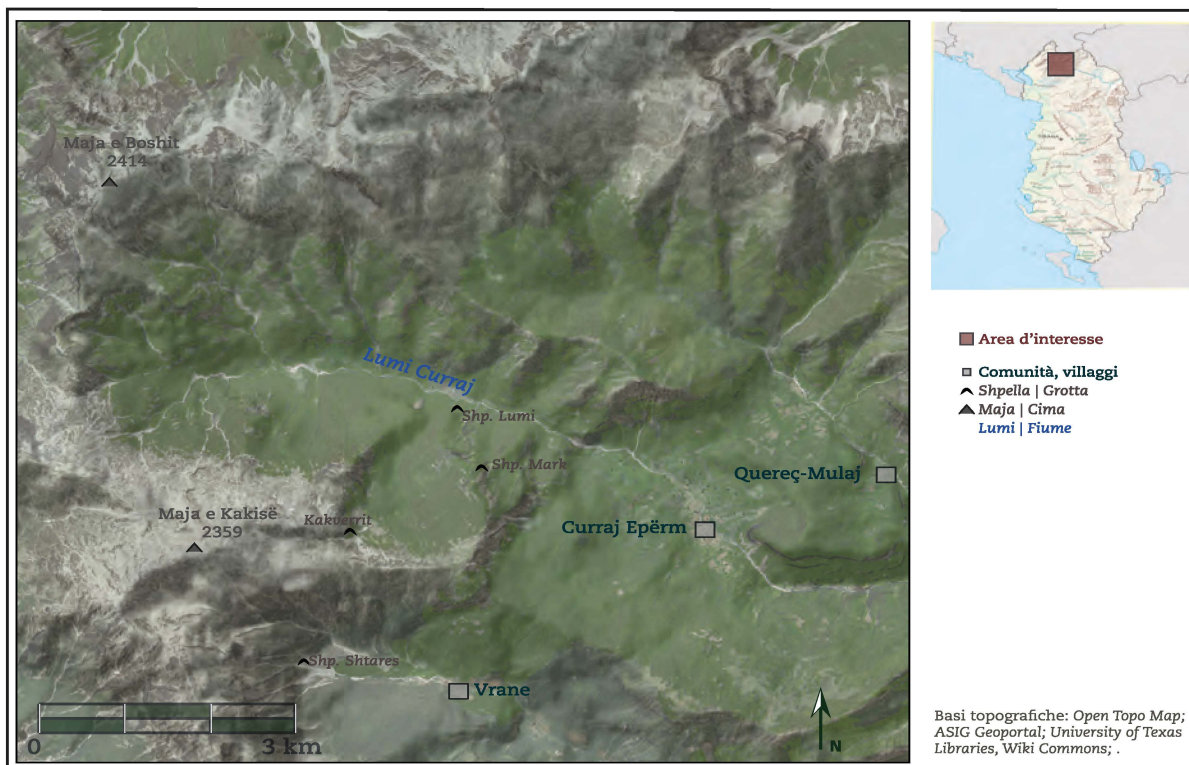 Maja e Boshit
2414
Lumi Curraj
Shp. Lumi
Shp. Mark
Quereç-Mulaj
Maja e Kakisë
2359
Kakverrit
Curraj Epërm
Shp. Shtares
Vrane
0
3 km
N
Area d'interesse
Comunità, villaggi
Shpella | Grotta
Maja | Cima
Lumi | Fiume
Basi topografiche: Open Topo Map;
ASIG Geoportal; University of Texas
Libraries, Wiki Commons; .